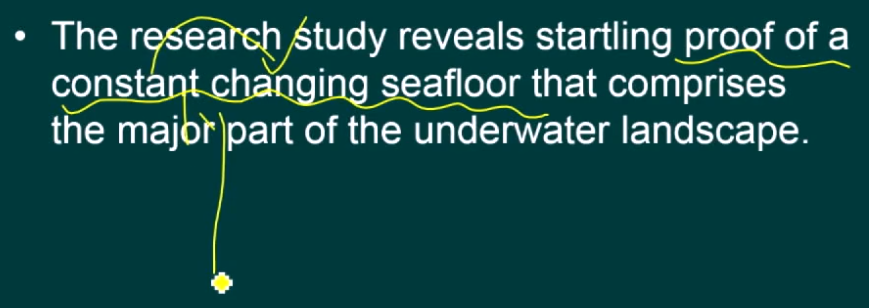 • The research study reveals startling proof of a
constant changing seafloor that comprises
the major part of the underwater landscape.